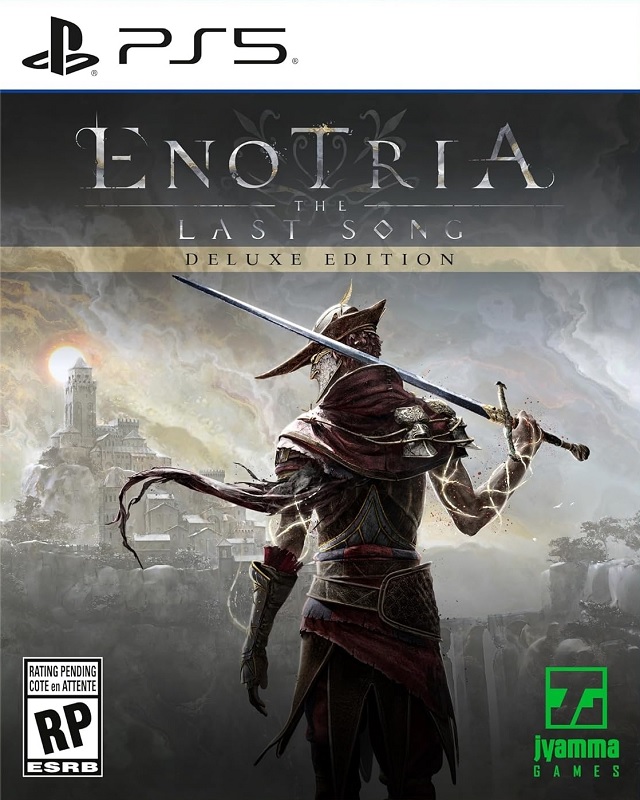 PS5
ENOTRIA
THE
LAST SONG
DELUXE EDITION
RATING PENDING
COTE en ATTENTE
RP
ESRB
jyamma
GAMES